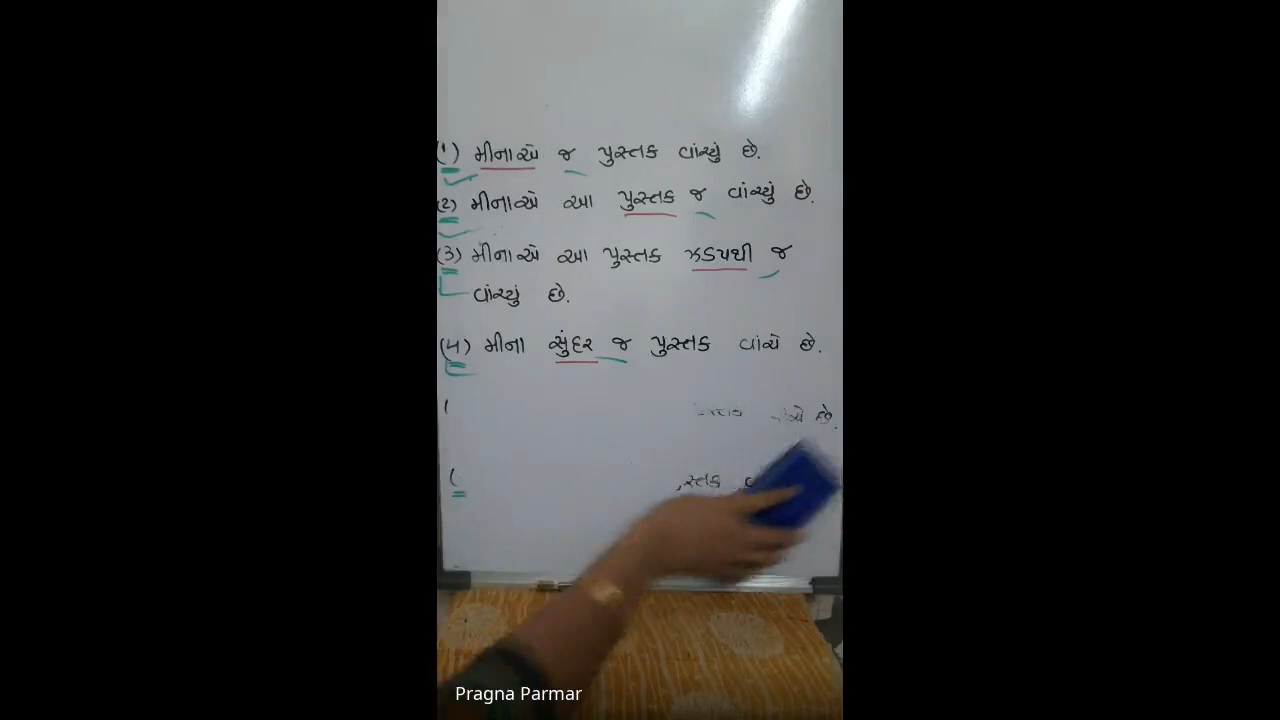 (૧) મીનાએ જ પુસ્તક વાંચ્યું છે.
(૨) મીનાએ આ પુસ્તક જ વાંચ્યું છે.
(૩) મીનાએ આ પુસ્તક ઝડપથી જ
વાંચ્યું છે.
(૪) મીના સુંદર જ પુસ્તક વાંચે છે.
છે.
Pragna Parmar